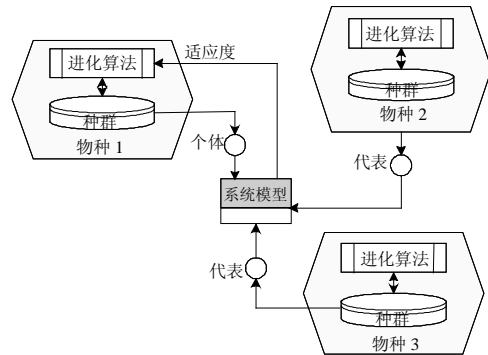 进化算法
适应度
种群
物种 1
个体
进化算法
种群
物种 2
代表
系统模型
代表
进化算法
种群
物种 3